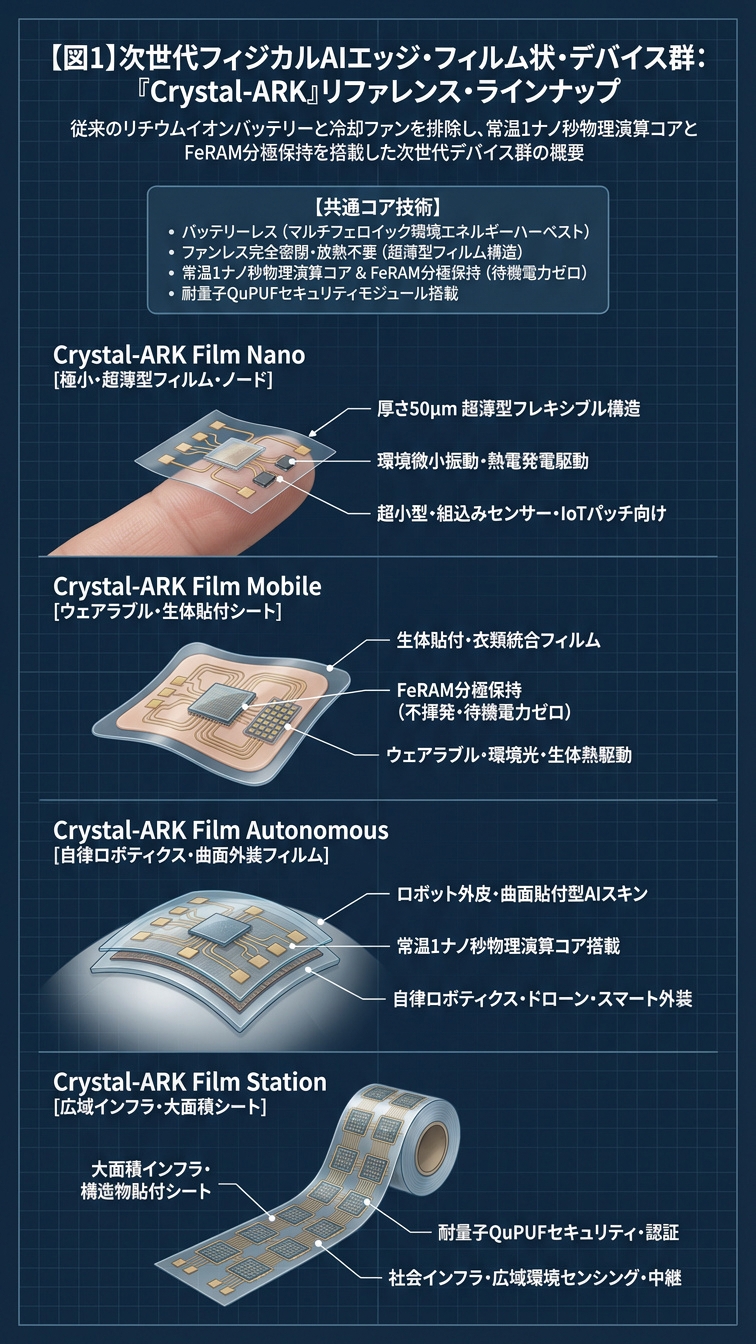 【図1】次世代フィジカルAIエッジ・フィルム状・デバイス群：
『Crystal-ARK』リファレンス・ラインナップ
従来のリチウムイオンバッテリーと冷却ファンを排除し、常温1ナノ秒物理演算コアと
FeRAM分極保持を搭載した次世代デバイス群の概要
【共通コア技術】
• バッテリーレス（マルチフェロイック環境エネルギーハーベスト）
• ファンレス完全密閉・放熱不要（超薄型フィルム構造）
• 常温1ナノ秒物理演算コア & FeRAM分極保持（待機電力ゼロ）
• 耐量子QuPUFセキュリティモジュール搭載
Crystal-ARK Film Nano
[極小・超薄型フィルム・ノード]
厚さ50μm 超薄型フレキシブル構造
環境微小振動・熱電発電駆動
超小型・組込みセンサー・IoTパッチ向け
Crystal-ARK Film Mobile
[ウェアラブル・生体貼付シート]
生体貼付・衣類統合フィルム
FeRAM分極保持
（不揮発・待機電力ゼロ）
ウェアラブル・環境光・生体熱駆動
Crystal-ARK Film Autonomous
[自律ロボティクス・曲面外装フィルム]
ロボット外皮・曲面貼付型AIスキン
常温1ナノ秒物理演算コア搭載
自律ロボティクス・ドローン・スマート外装
Crystal-ARK Film Station
[広域インフラ・大面積シート]
大面積インフラ・
構造物貼付シート
耐量子QuPUFセキュリティ・認証
社会インフラ・広域環境センシング・中継